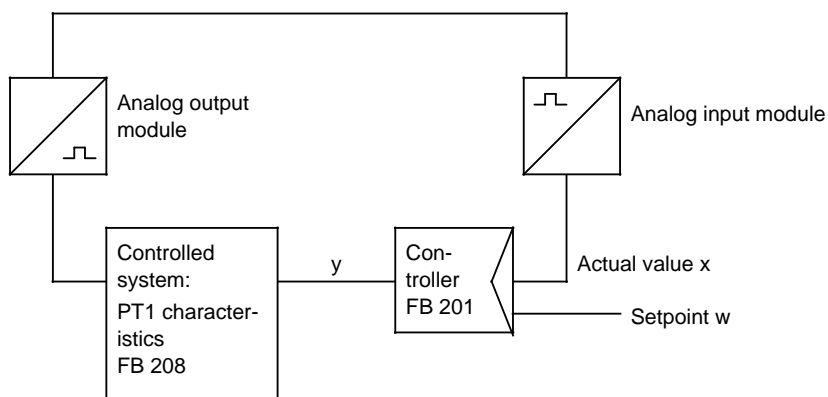 Analog output
module
Analog input module
Controlled
system:
PT1 character-
istics
FB 208
y
Con-
troller
FB 201
Actual value x
Setpoint w